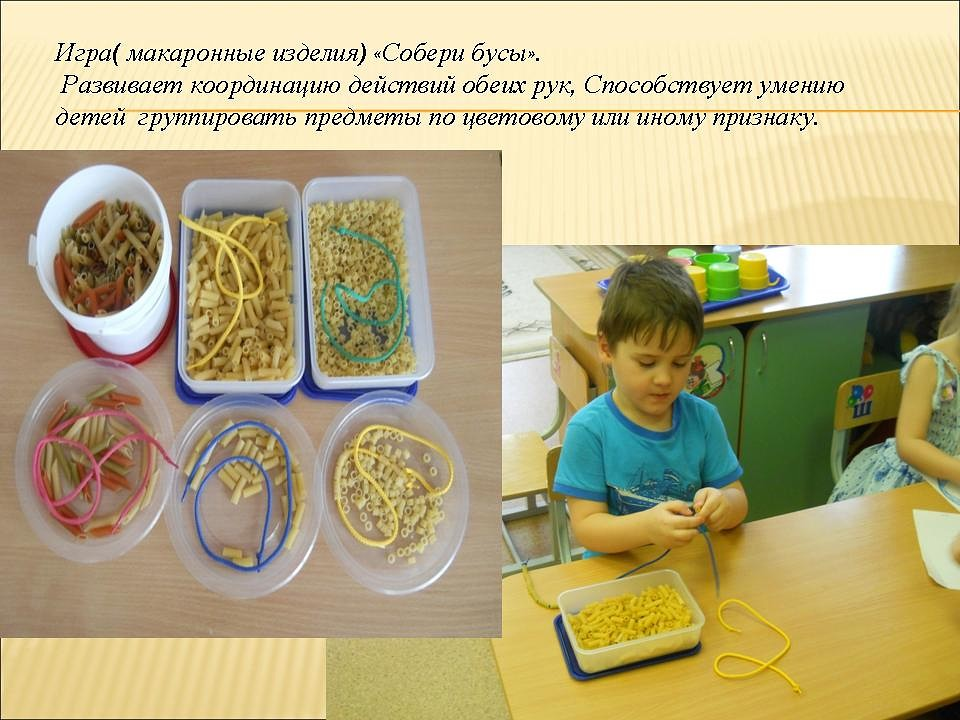 Игра( макаронные изделия) «Собери бусы».
Развивает координацию действий обеих рук, Способствует умению
детей группировать предметы по цветовому или иному признаку.